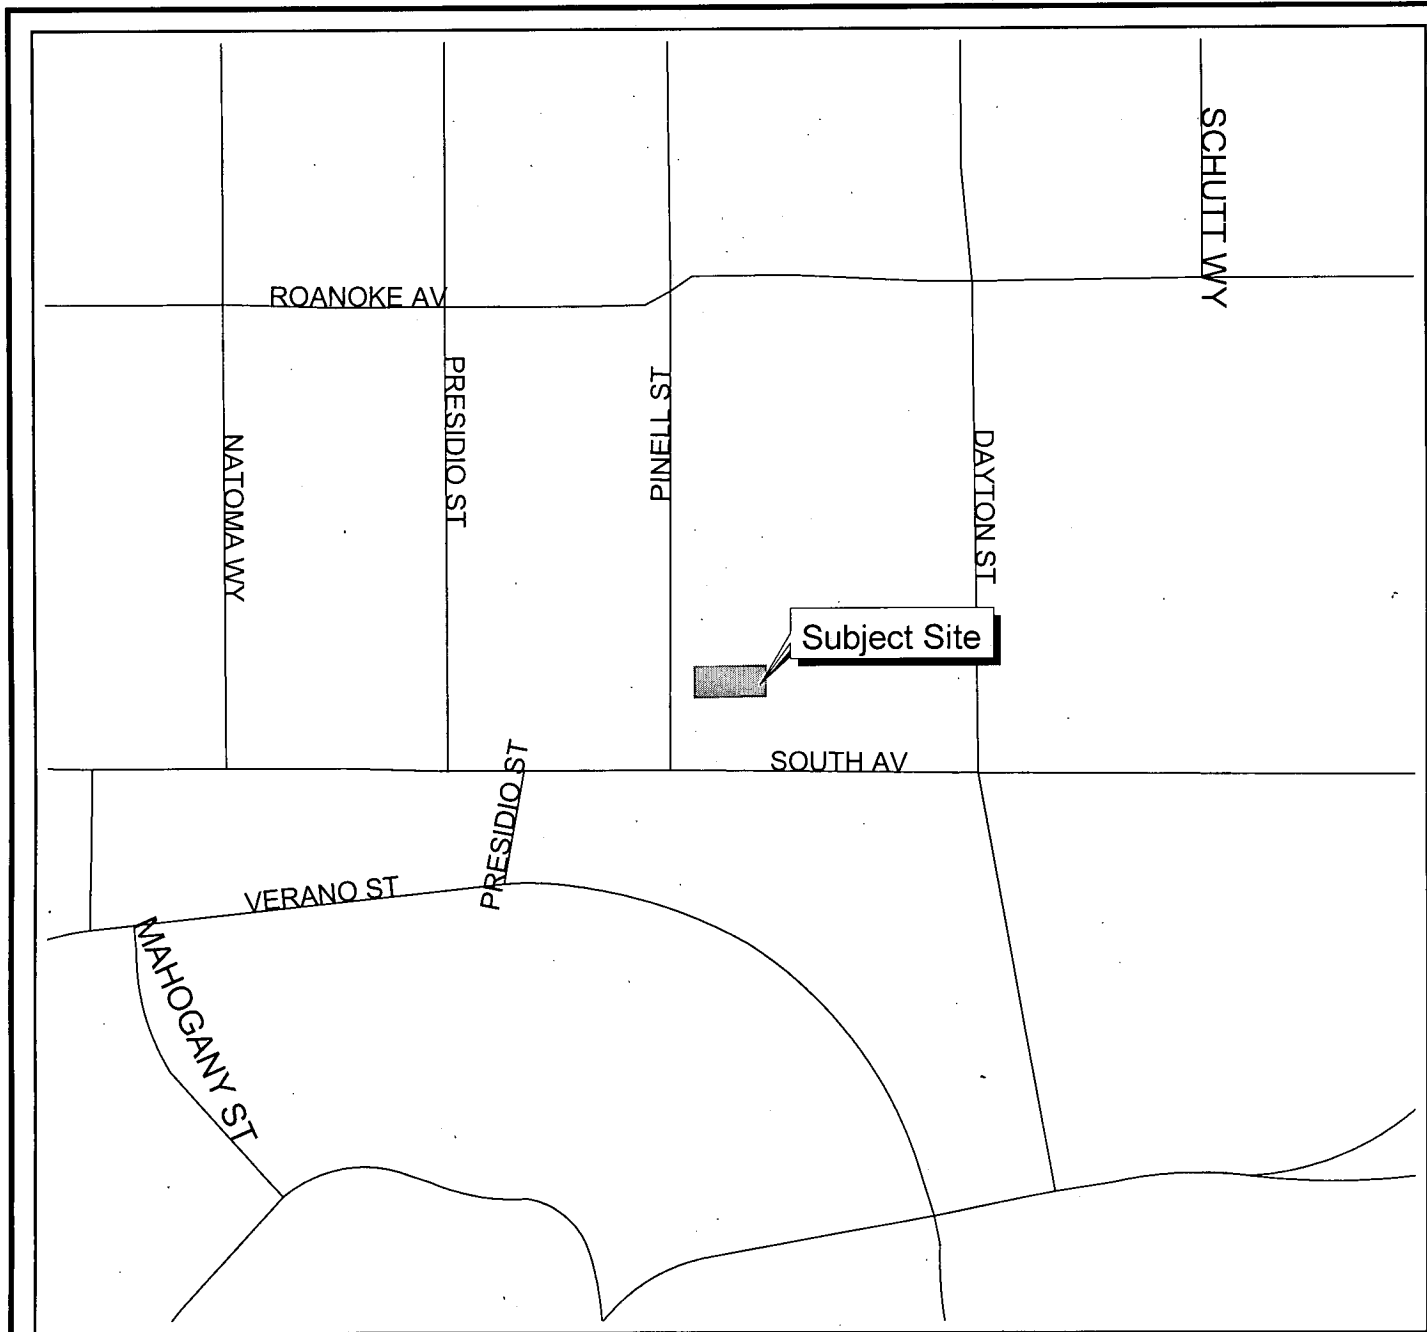 SCHUTT WY
ROANOKE AV
PRESIDIO ST
PINELL ST
NATOMA WY
DAYTON ST
Subject Site
SOUTH AV
PRESIDIO ST
VERANO ST
MAHOGANY ST